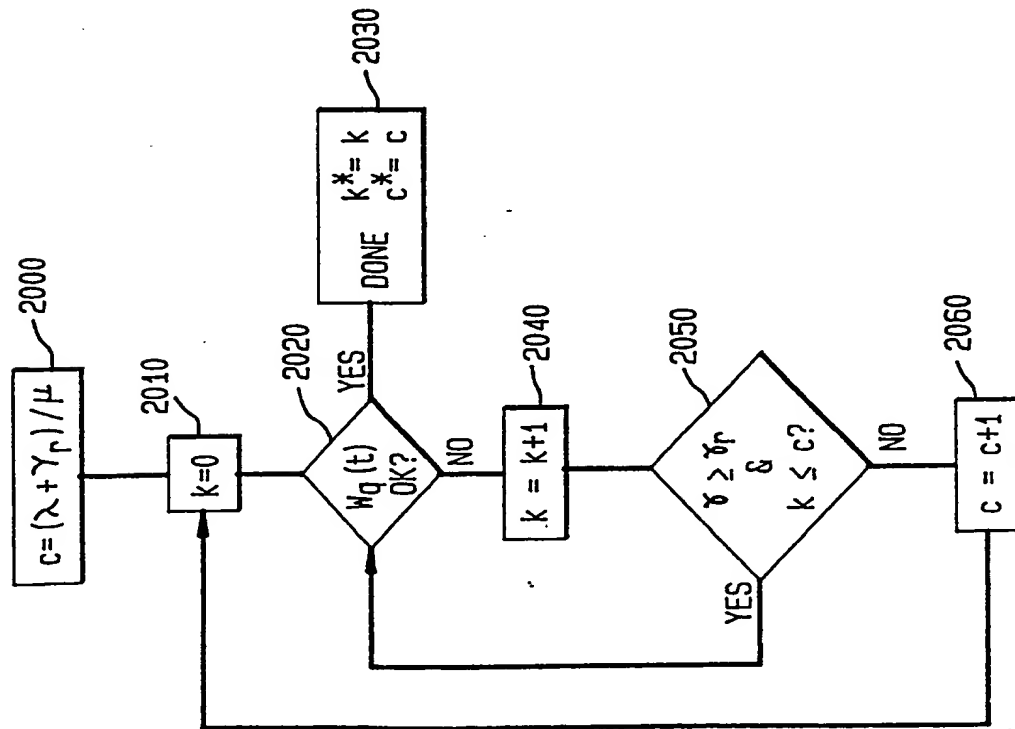 2000
c=(λ+γr)/μ
2010
k=0
2020
Wq(t)
OK?
YES
NO
2030
DONE k*= k
c*= c
2040
k = k+1
2050
γ ≥ γr
&
k ≤ c?
YES
NO
2060
c = c+1